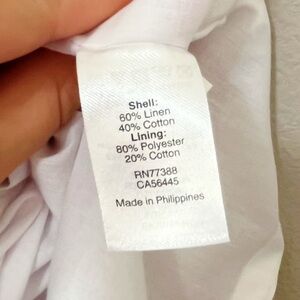 Shell:
60% Linen
40% Cotton
Lining:
80% Polyester
20% Cotton
RN77388
CA56445
Made in Philippines